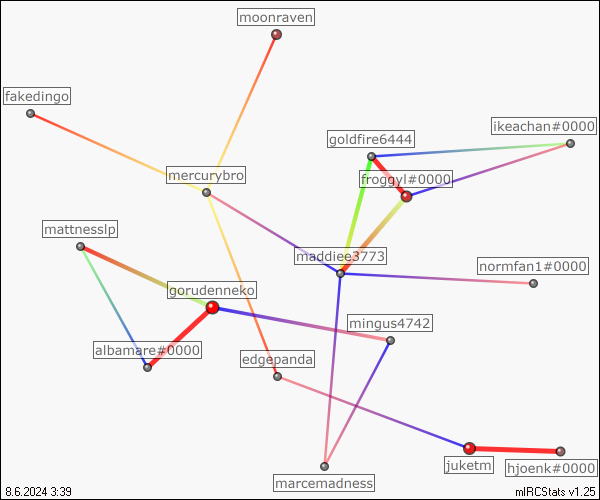 moonraven
fakedingo
ikeachan#0000
goldfire6444
mercurybro
froggyl#0000
mattnesslp
maddiee3773
normfan1#0000
gorudenneko
mingus4742
albamare#0000
edgepanda
juketm
hjoenk#0000
marcemadness
8.6.2024 3:39
mIRCStats v1.25